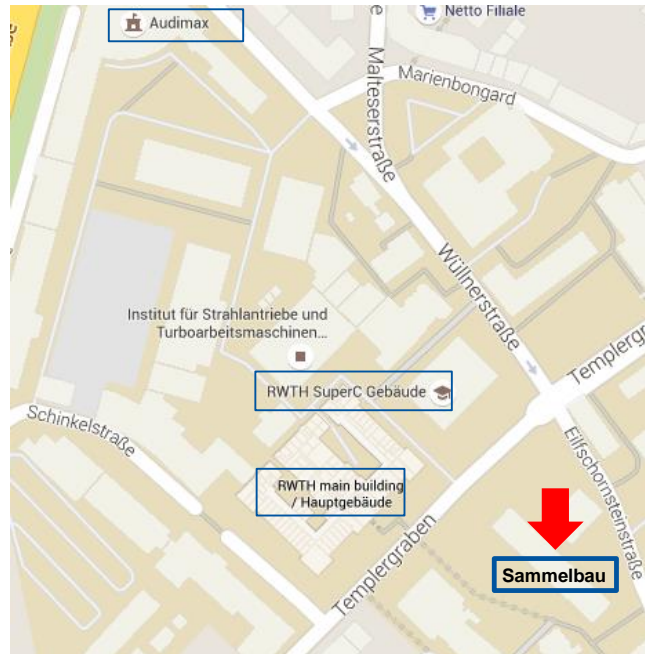 Audimax
Netto Filiale
e
Malteserstraße
Marienbongard
Wüllnerstraße
Institut für Strahlantriebe und
Turboarbeitsmaschinen...
Templergr
RWTH SuperC Gebäude
Schinkelstraße
Eilfschornsteinstraße
RWTH main building
/ Hauptgebäude
Templergraben
Sammelbau